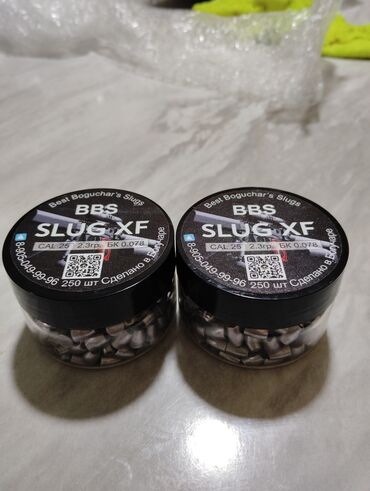 Best Boguchar's Slugs
BBS
SLUG XF
CAL 25 2.3гр. БК 0.078
8-905-049-99-96
250 шт Сделано в Богучаре
Best Boguchar's Slugs
BBS
SLUG XF
CAL 25 2.3гр. БК 0.078
8-905-049-99-96
250 шт Сделано в Богучаре